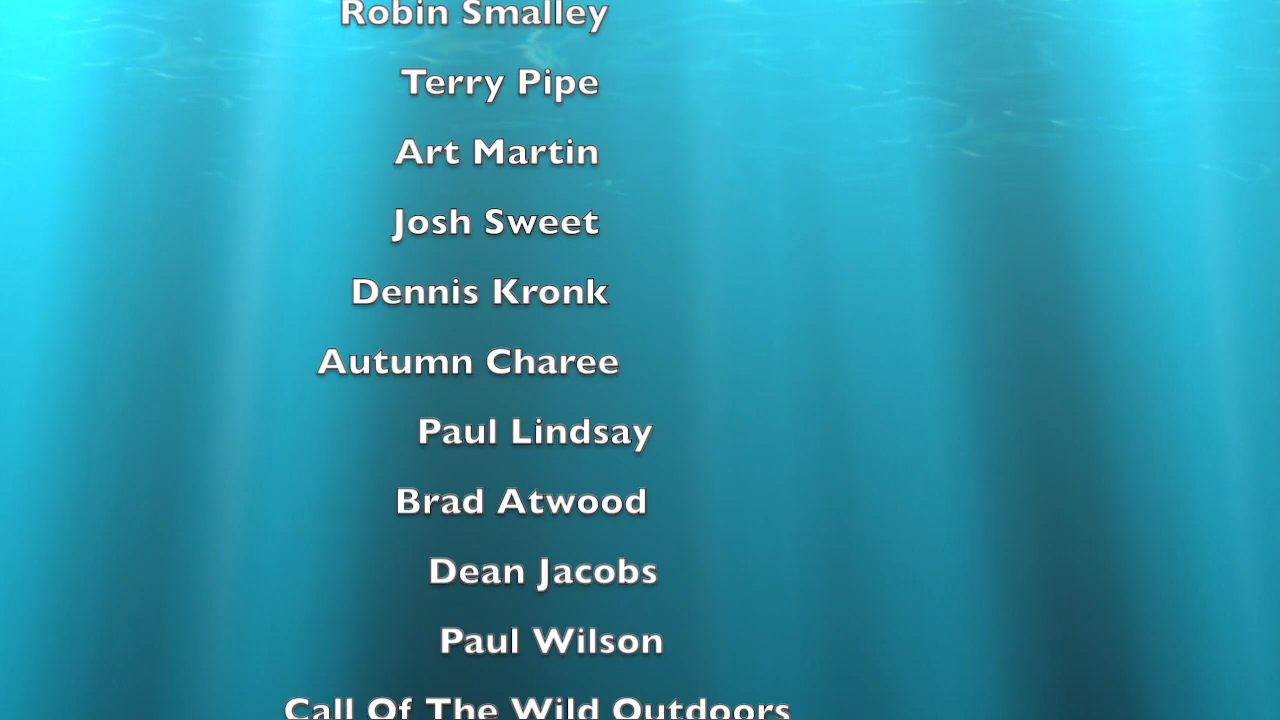 Robin Smalley
Terry Pipe
Art Martin
Josh Sweet
Dennis Kronk
Autumn Charee
Paul Lindsay
Brad Atwood
Dean Jacobs
Paul Wilson
Call Of The Wild Outdoors